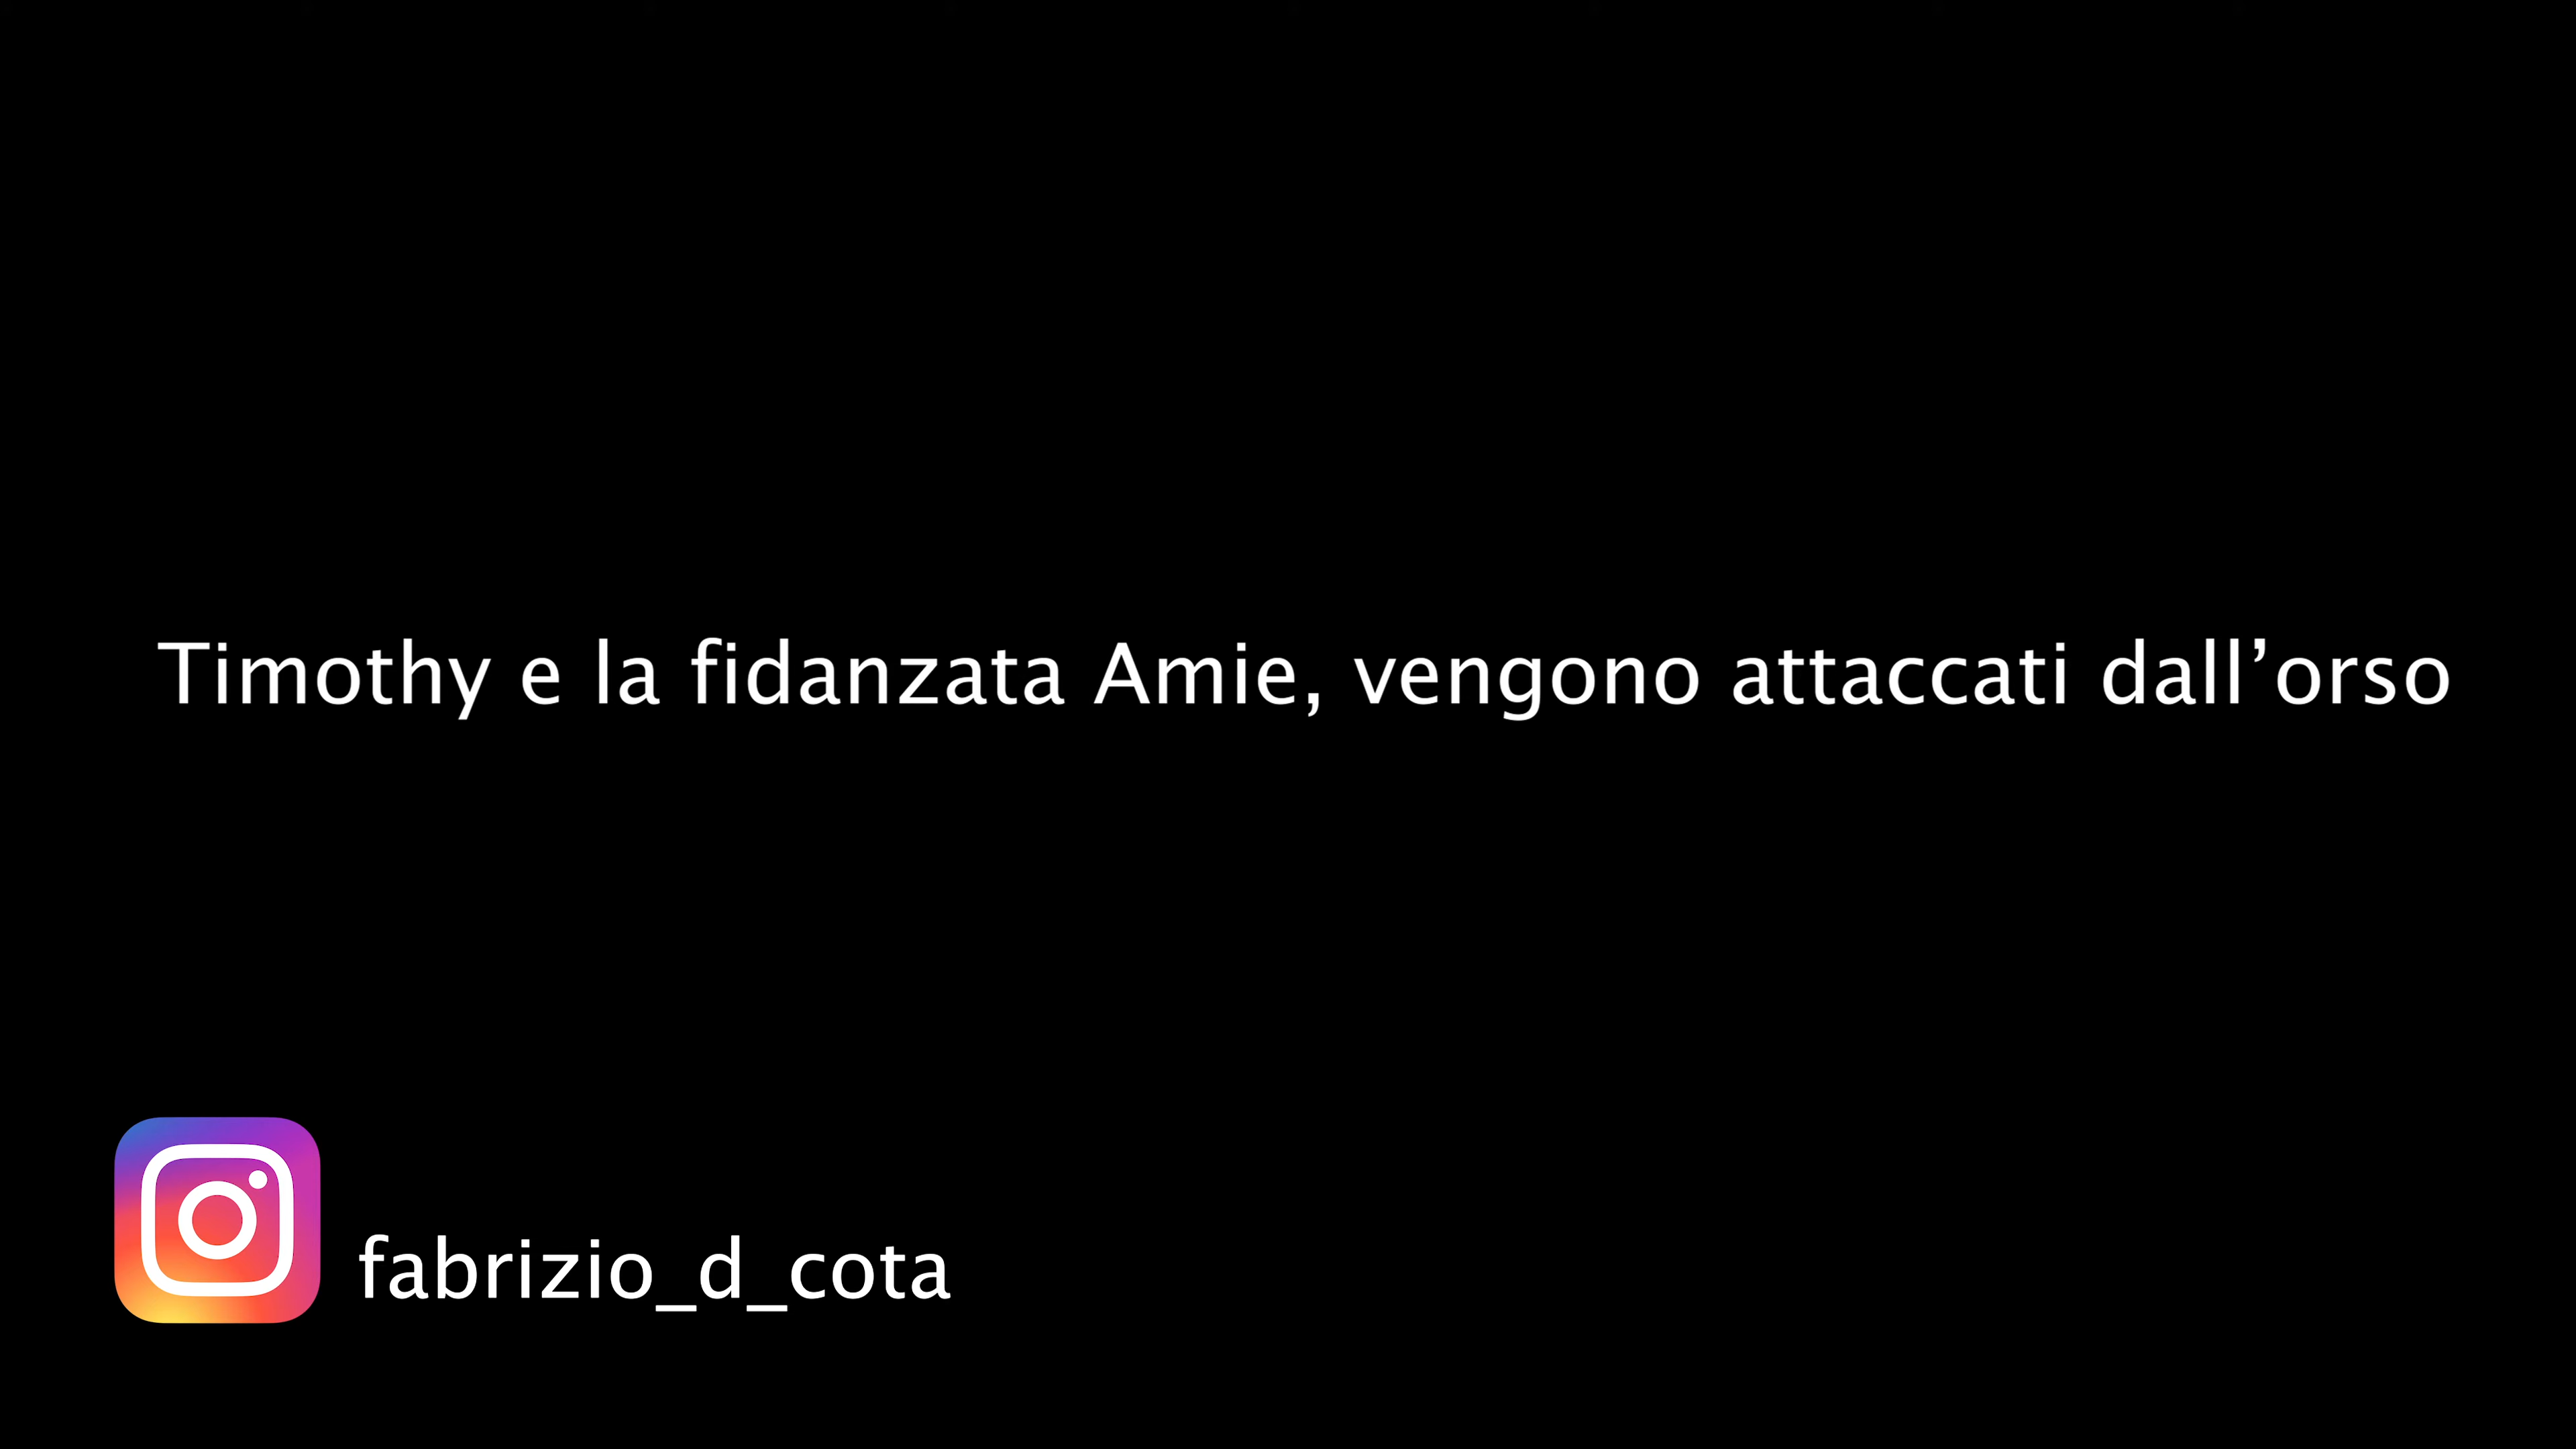 Timothy e la fidanzata Amie, vengono attaccati dall’orso
fabrizio_d_cota